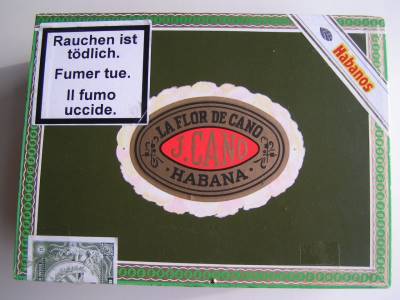 Rauchen ist
tödlich.
Fumer tue.
Il fumo
uccide.
Habanos
LA FLOR DE CANO
J. CANO
HABANA